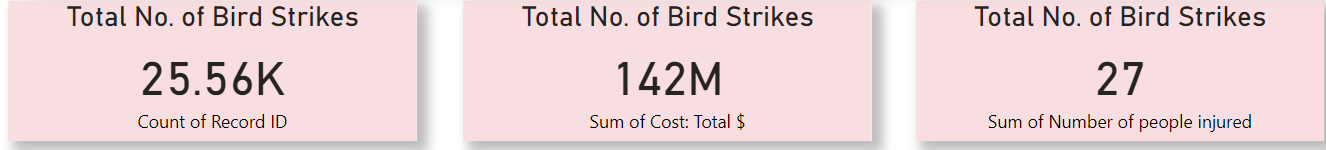 Total No. of Bird Strikes
25.56K
Count of Record ID
Total No. of Bird Strikes
142M
Sum of Cost: Total $
Total No. of Bird Strikes
27
Sum of Number of people injured